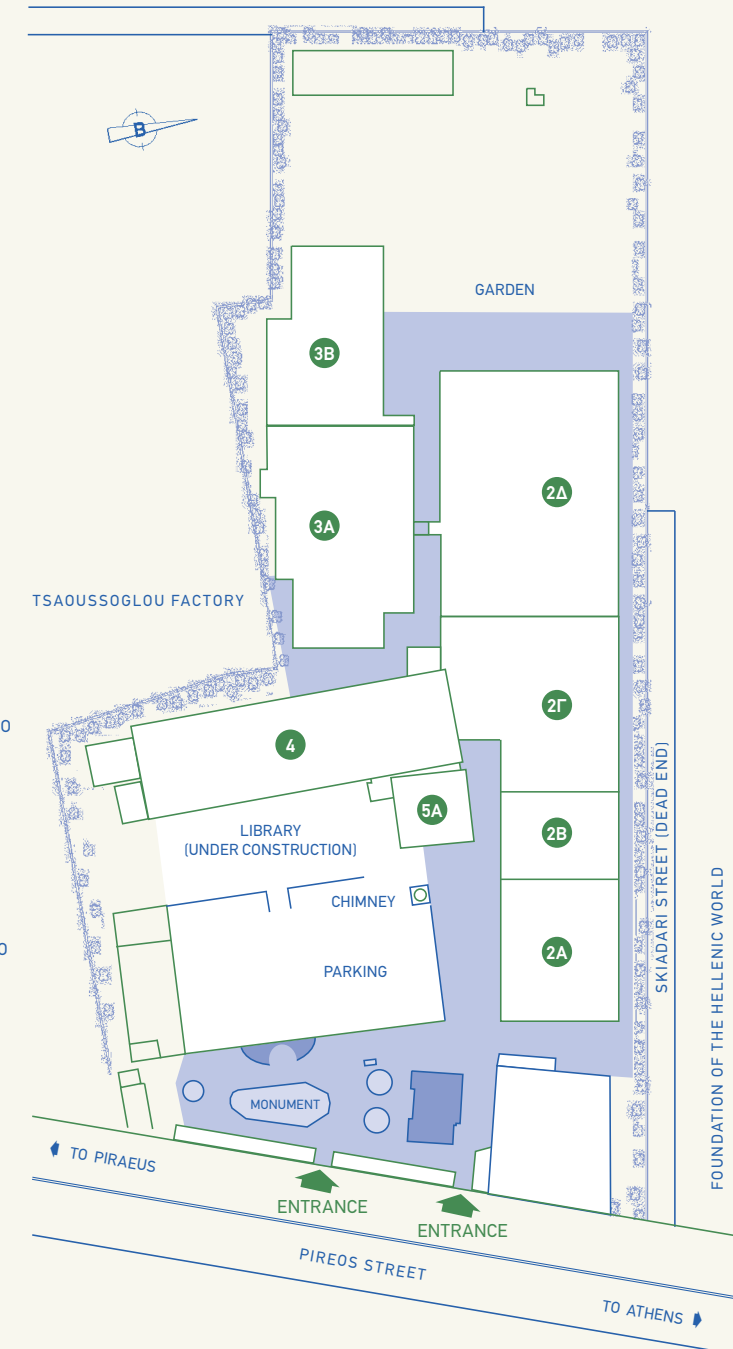 B
GARDEN
3B
2Δ
3A
TSAOUSSOGLOU FACTORY
2Γ
O
4
5A
LIBRARY
(UNDER CONSTRUCTION)
2B
CHIMNEY
SKIADARI STREET (DEAD END)
FOUNDATION OF THE HELLENIC WORLD
O
2A
PARKING
MONUMENT
TO PIRAEUS
ENTRANCE
ENTRANCE
PIREOS STREET
TO ATHENS